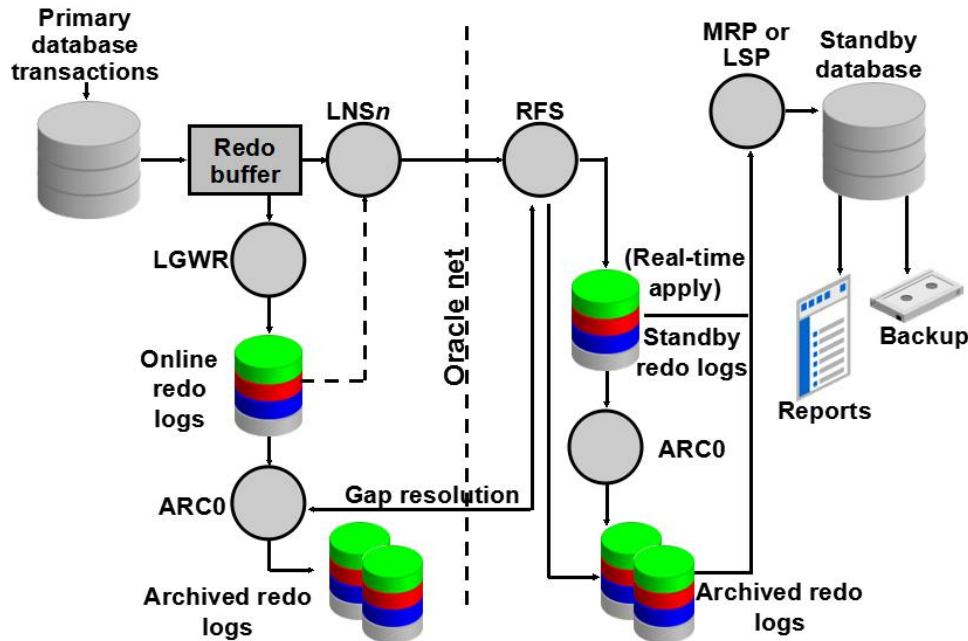 Primary
database
transactions
MRP or
LSP
Standby
database
LNSn
RFS
Redo
buffer
LGWR
(Real-time
apply)
Standby
redo logs
Backup
Reports
Online
redo
logs
Oracle net
ARC0
ARC0
Gap resolution
Archived redo
logs
Archived redo
logs